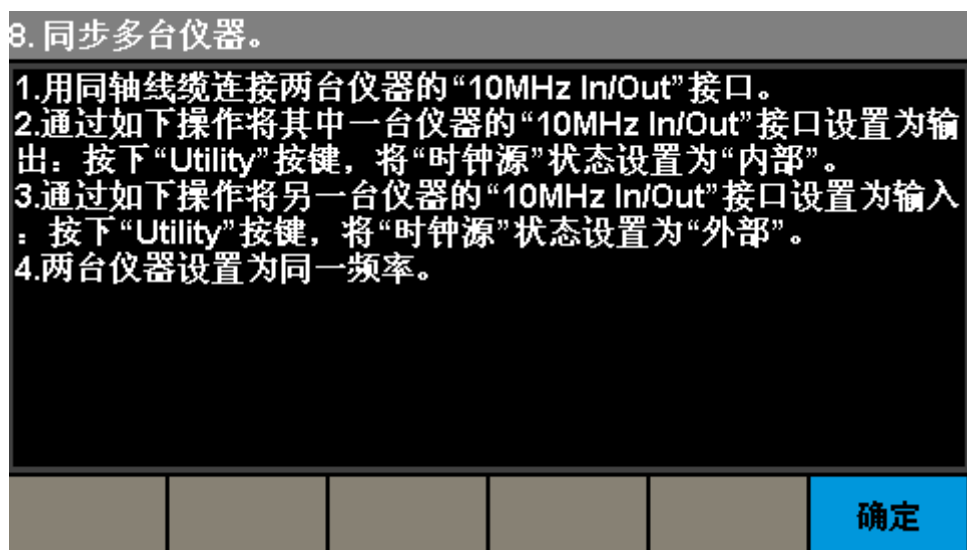 8.同步多台仪器。
1.用同轴线缆连接两台仪器的“10MHz In/Out”接口。
2.通过如下操作将其中一台仪器的“10MHz In/Out”接口设置为输
出：按下“Utility”按键，将“时钟源”状态设置为“内部”。
3.通过如下操作将另一台仪器的“10MHz In/Out”接口设置为输入
：按下“Utility”按键，将“时钟源”状态设置为“外部”。
4.两台仪器设置为同一频率。
确定